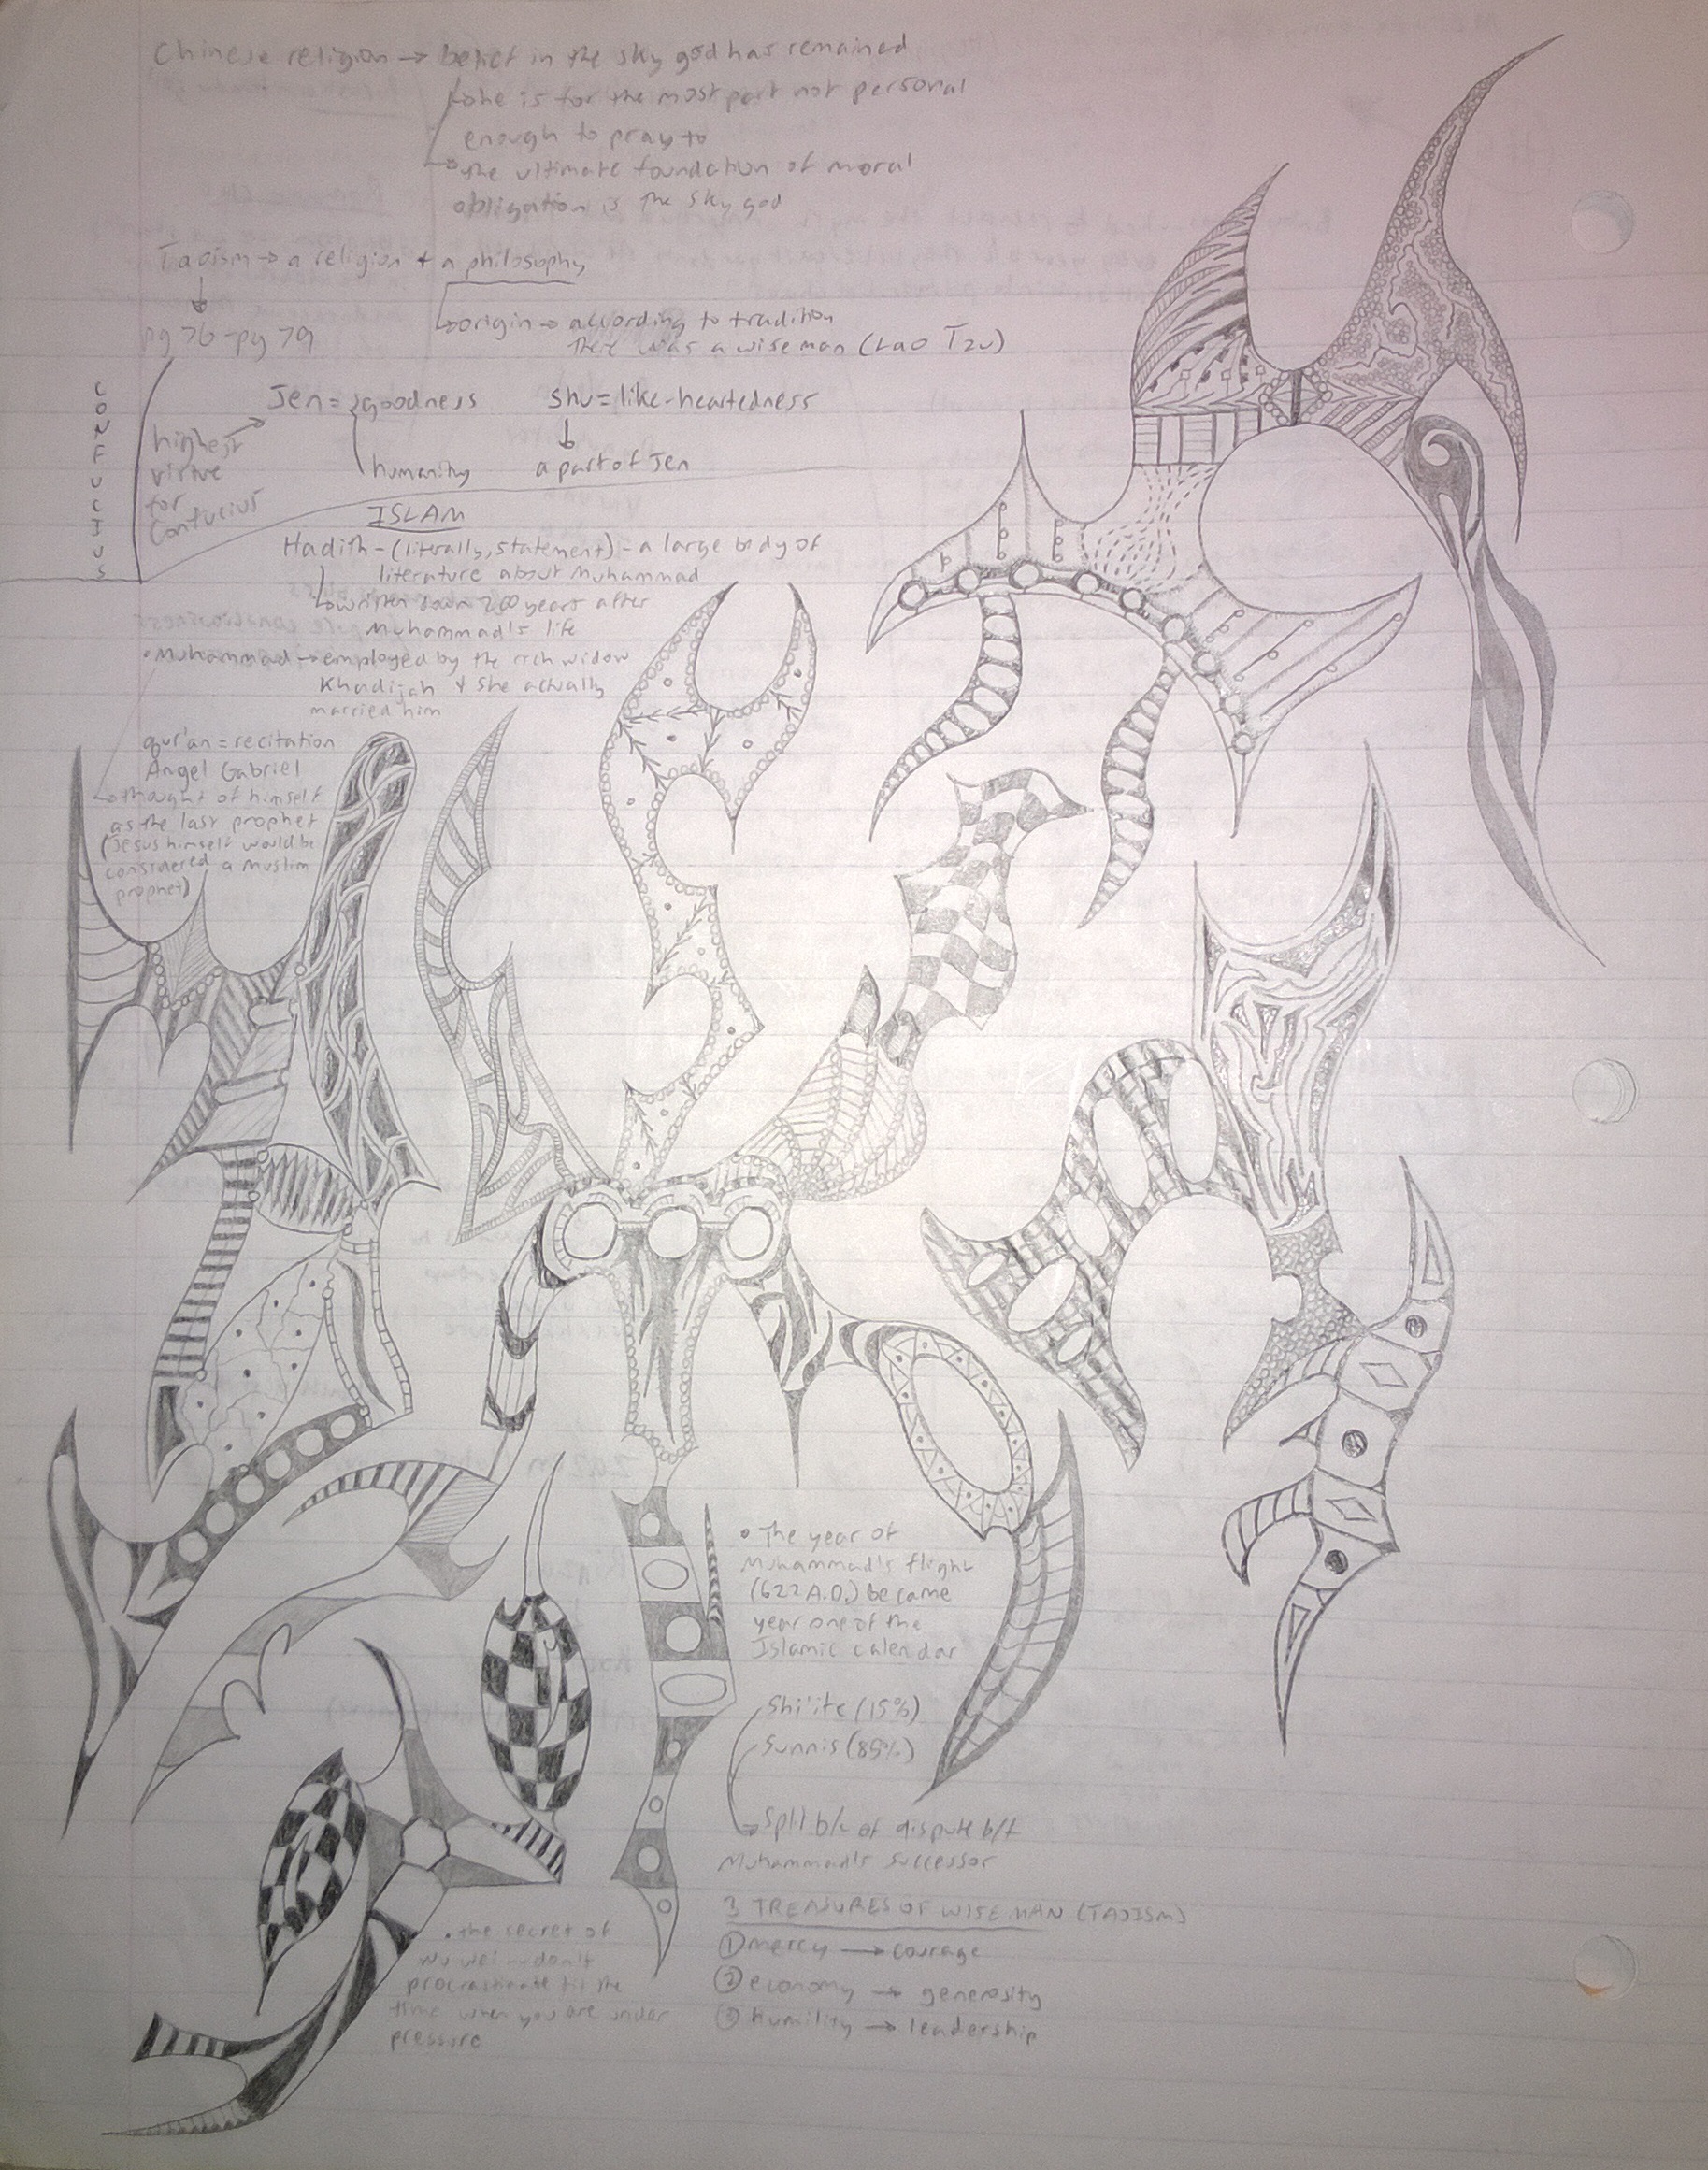 Chinese religion → belief in the sky god has remained
→ he is for the most part not personal
enough to pray to
→ the ultimate foundation of moral
obligation is the sky god
Taoism → a religion + a philosophy
pg 76-pg 79
→ origin → according to tradition
there was a wise man (Lao Tzu)
CONFUCIUS
Jen = goodness
humanity
shu = like-heartedness
a part of Jen
highest
virtue
for
Confucius
ISLAM
Hadith - (literally, statement) - a large body of
literature about Muhammad
→ written down 200 years after
Muhammad's life
• Muhammad → employed by the rich widow
Khadijah & she actually
married him
qur'an = recitation
Angel Gabriel
→ thought of himself
as the last prophet
(Jesus himself would be
considered a Muslim
prophet)
• The year of
Muhammad's flight
(622 A.D.) became
year one of the
Islamic calendar
Shi'ite (15%)
Sunnis (85%)
→ split b/c of dispute b/t
Muhammad's successor
3 TREASURES OF WISE MAN (TAOISM)
① mercy → courage
② economy → generosity
③ humility → leadership
• the secret of
wu wei - don't
procrastinate til the
time when you are under
pressure